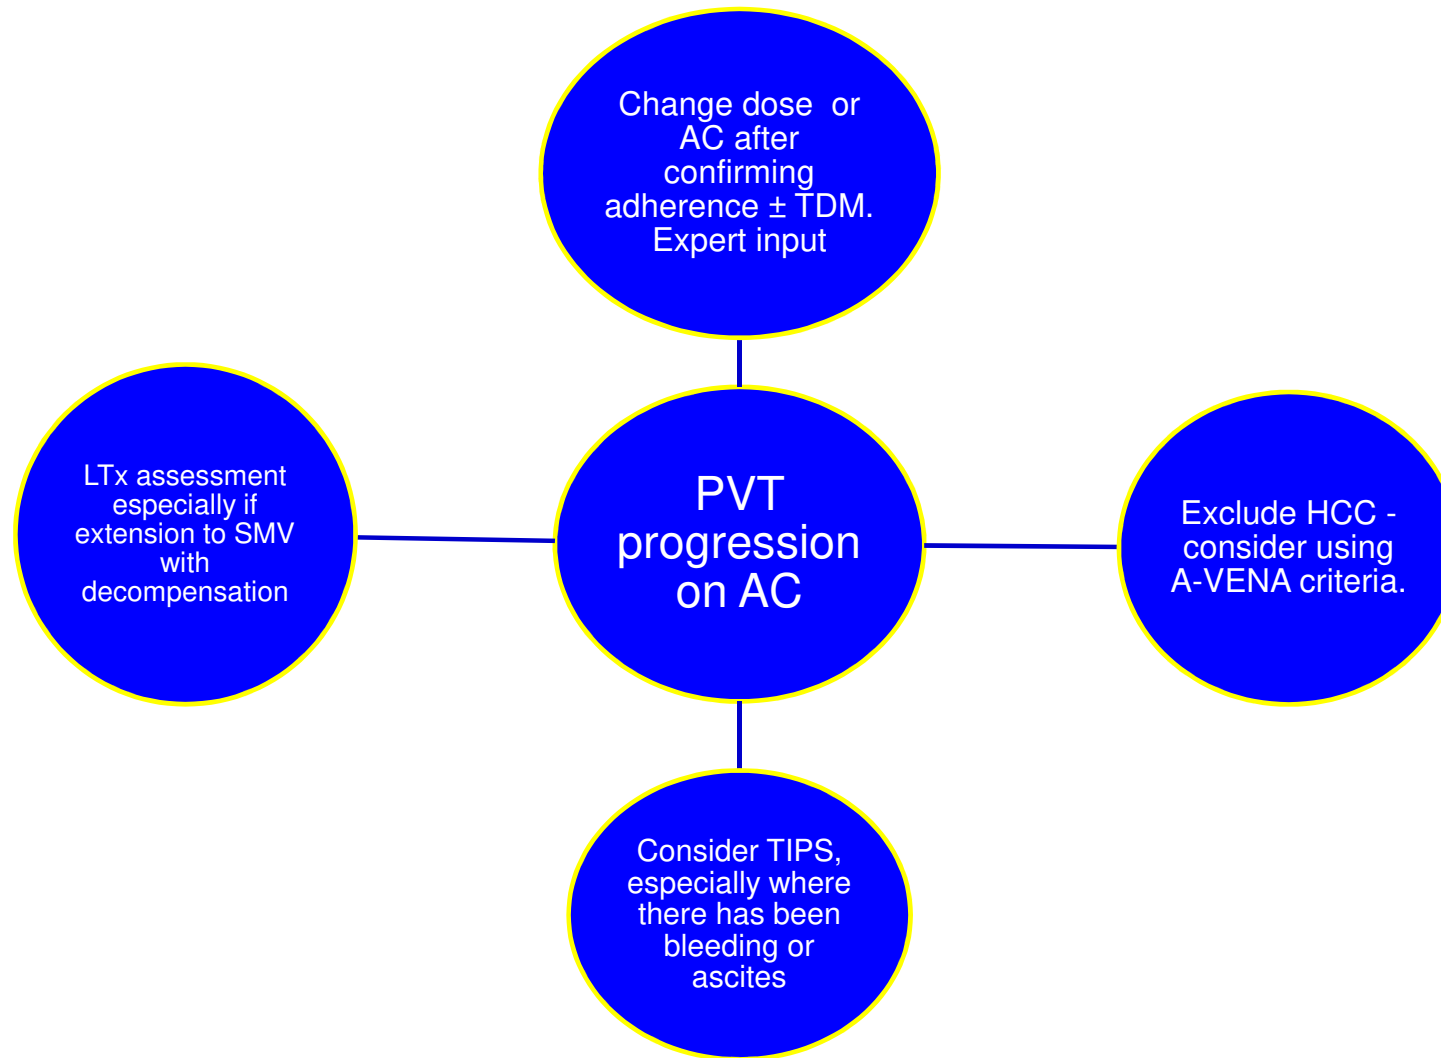 Change dose or
AC after
confirming
adherence ± TDM.
Expert input
LTx assessment
especially if
extension to SMV
with
decompensation
PVT
progression
on AC
Exclude HCC -
consider using
A-VENA criteria.
Consider TIPS,
especially where
there has been
bleeding or
ascites